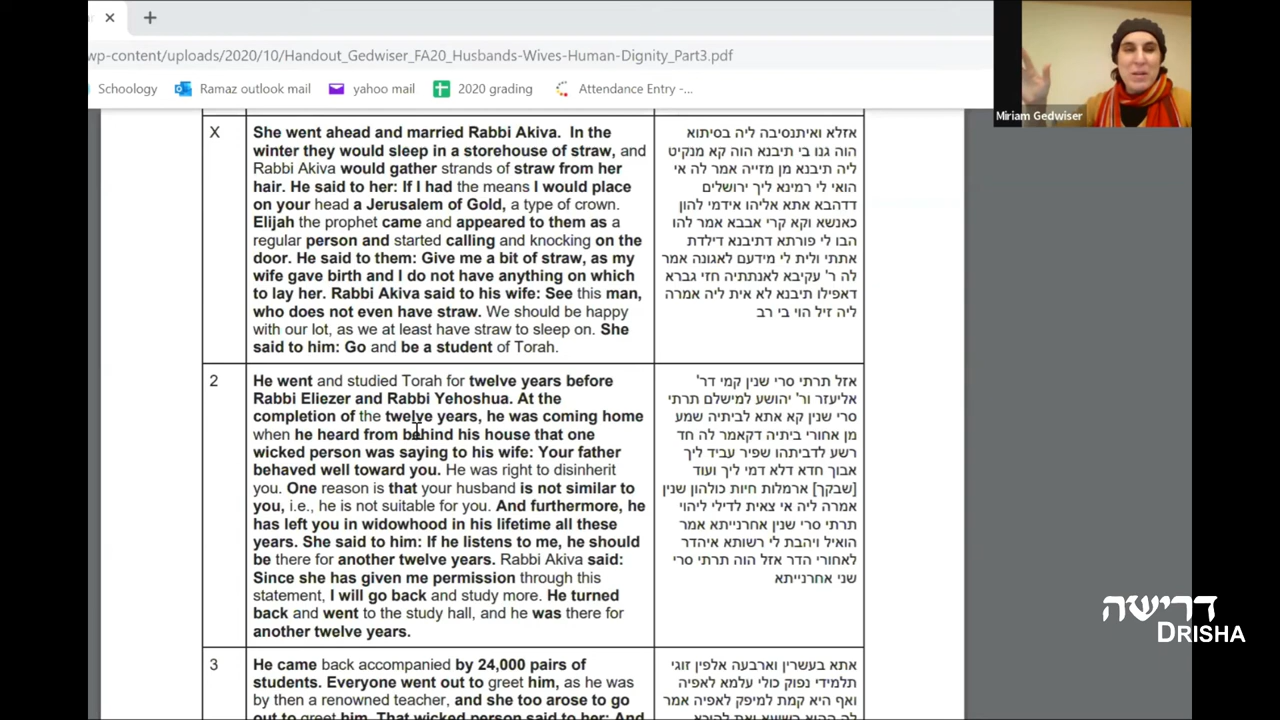 wp-content/uploads/2020/10/Handout_Gedwiser_FA20_Husbands-Wives-Human-Dignity_Part3.pdf
Schoology
Ramaz outlook mail
yahoo mail
2020 grading
Attendance Entry -...
Miriam Gedwiser
X
She went ahead and married Rabbi Akiva. In the
winter they would sleep in a storehouse of straw, and
Rabbi Akiva would gather strands of straw from her
hair. He said to her: If I had the means I would place
on your head a Jerusalem of Gold, a type of crown.
Elijah the prophet came and appeared to them as a
regular person and started calling and knocking on the
door. He said to them: Give me a bit of straw, as my
wife gave birth and I do not have anything on which
to lay her. Rabbi Akiva said to his wife: See this man,
who does not even have straw. We should be happy
with our lot, as we at least have straw to sleep on. She
said to him: Go and be a student of Torah.
אזלא ואיתנסיבה ליה בסיתוא
הוה גנו בי תיבנא הוה קא מנקיט
ליה תיבנא מן מזייה אמר לה אי
הואי לי רמינא ליך ירושלים
דדהבא אתא אליהו אידמי להון
כאנשא וקא קרי אבבא אמר להו
הבו לי פורתא דתיבנא דילדת
אתתי ולית לי מידעם לאגונה אמר
לה ר' עקיבא לאנתתיה חזי גברא
דאפילו תיבנא לא אית ליה אמרה
ליה זיל הוי בי רב
2
He went and studied Torah for twelve years before
Rabbi Eliezer and Rabbi Yehoshua. At the
completion of the twelve years, he was coming home
when he heard from behind his house that one
wicked person was saying to his wife: Your father
behaved well toward you. He was right to disinherit
you. One reason is that your husband is not similar to
you, i.e., he is not suitable for you. And furthermore, he
has left you in widowhood in his lifetime all these
years. She said to him: If he listens to me, he should
be there for another twelve years. Rabbi Akiva said:
Since she has given me permission through this
statement, I will go back and study more. He turned
back and went to the study hall, and he was there for
another twelve years.
אזל תרתי סרי שנין קמי דר'
אליעזר ור' יהושע למישלם תרתי
סרי שנין קא אתא לביתיה שמע
מן אחורי ביתיה דקאמר לה חד
רשע לדביתהו שפיר עביד ליך
אבוך חדא דלא דמי ליך ועוד
[שבקך] ארמלות חיות כולהון שנין
אמרה ליה אי צאית לדילי ליהוי
תרתי סרי שנין אחרנייתא אמר
הואיל ויהבת לי רשותא איהדר
לאחורי הדר אזל הוה תרתי סרי
שני אחרנייתא
3
He came back accompanied by 24,000 pairs of
students. Everyone went out to greet him, as he was
by then a renowned teacher, and she too arose to go
out to greet him. That wicked person said to her: And
אתא בעשרין וארבעה אלפין זוגי
תלמידי נפוק כולי עלמא לאפיה
ואף היא קמת למיפק לאפיה אמר
דרישה
DRISHA